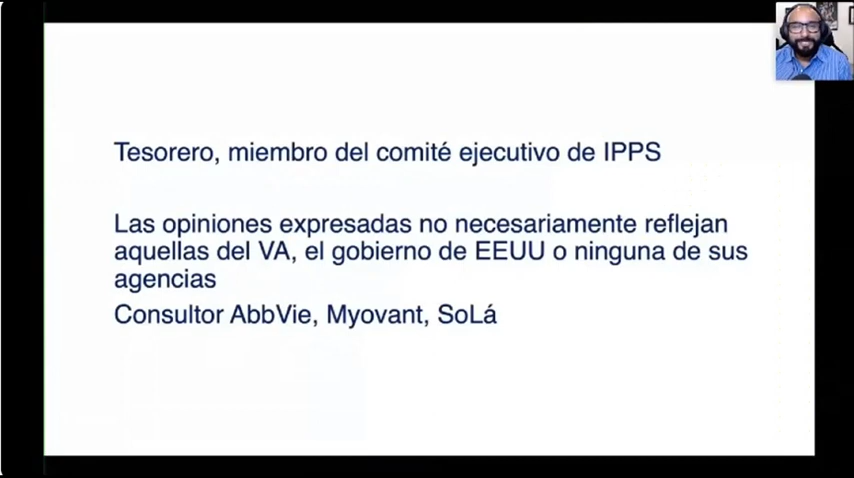 Tesorero, miembro del comité ejecutivo de IPPS
Las opiniones expresadas no necesariamente reflejan
aquellas del VA, el gobierno de EEUU o ninguna de sus
agencias
Consultor AbbVie, Myovant, SoLá